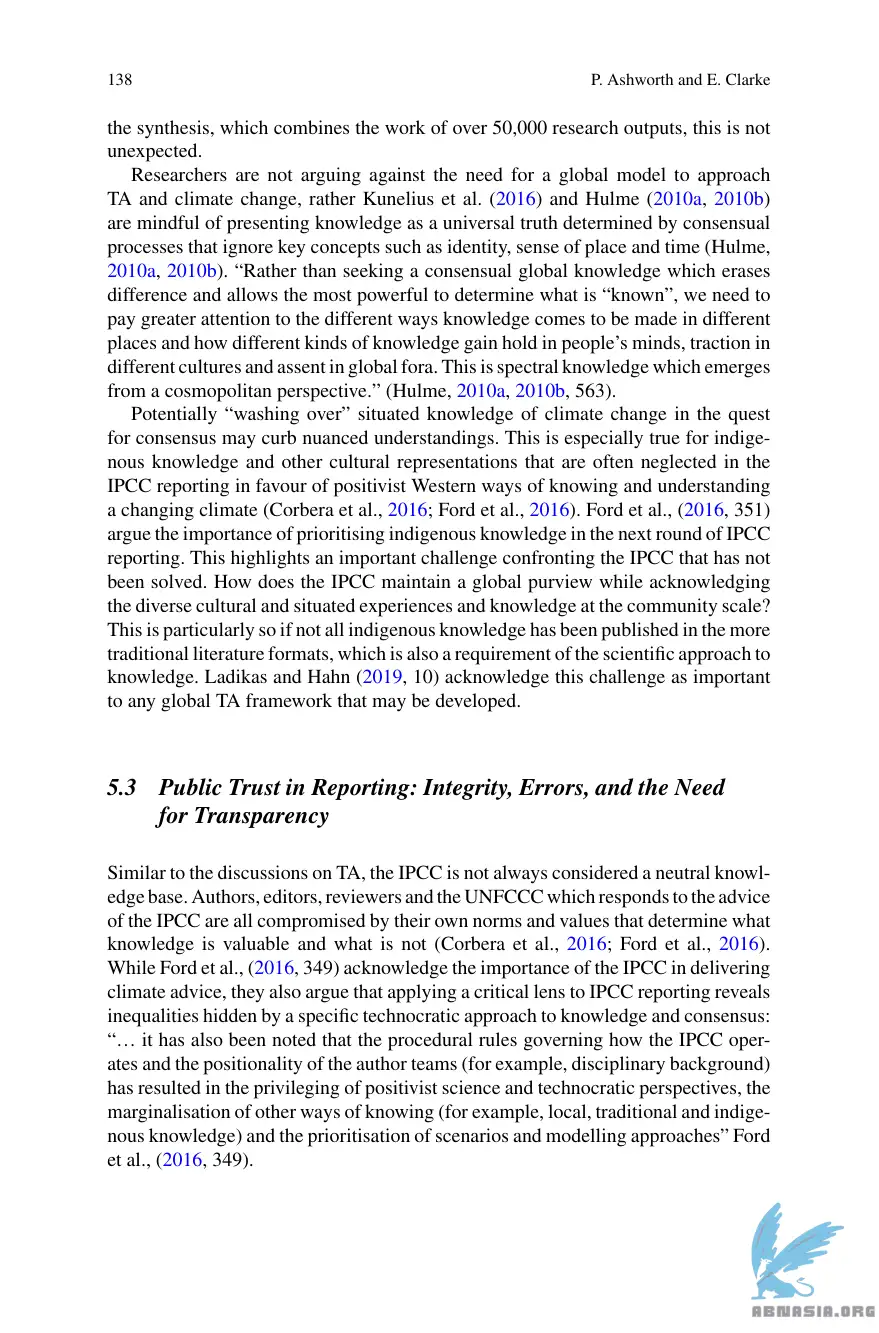 138
P. Ashworth and E. Clarke
the synthesis, which combines the work of over 50,000 research outputs, this is not
unexpected.
Researchers are not arguing against the need for a global model to approach
TA and climate change, rather Kunelius et al. (2016) and Hulme (2010a, 2010b)
are mindful of presenting knowledge as a universal truth determined by consensual
processes that ignore key concepts such as identity, sense of place and time (Hulme,
2010a, 2010b). “Rather than seeking a consensual global knowledge which erases
difference and allows the most powerful to determine what is “known”, we need to
pay greater attention to the different ways knowledge comes to be made in different
places and how different kinds of knowledge gain hold in people’s minds, traction in
different cultures and assent in global fora. This is spectral knowledge which emerges
from a cosmopolitan perspective.” (Hulme, 2010a, 2010b, 563).
Potentially “washing over” situated knowledge of climate change in the quest
for consensus may curb nuanced understandings. This is especially true for indige-
nous knowledge and other cultural representations that are often neglected in the
IPCC reporting in favour of positivist Western ways of knowing and understanding
a changing climate (Corbera et al., 2016; Ford et al., 2016). Ford et al., (2016, 351)
argue the importance of prioritising indigenous knowledge in the next round of IPCC
reporting. This highlights an important challenge confronting the IPCC that has not
been solved. How does the IPCC maintain a global purview while acknowledging
the diverse cultural and situated experiences and knowledge at the community scale?
This is particularly so if not all indigenous knowledge has been published in the more
traditional literature formats, which is also a requirement of the scientific approach to
knowledge. Ladikas and Hahn (2019, 10) acknowledge this challenge as important
to any global TA framework that may be developed.
5.3 Public Trust in Reporting: Integrity, Errors, and the Need
for Transparency
Similar to the discussions on TA, the IPCC is not always considered a neutral knowl-
edge base. Authors, editors, reviewers and the UNFCCC which responds to the advice
of the IPCC are all compromised by their own norms and values that determine what
knowledge is valuable and what is not (Corbera et al., 2016; Ford et al., 2016).
While Ford et al., (2016, 349) acknowledge the importance of the IPCC in delivering
climate advice, they also argue that applying a critical lens to IPCC reporting reveals
inequalities hidden by a specific technocratic approach to knowledge and consensus:
“… it has also been noted that the procedural rules governing how the IPCC oper-
ates and the positionality of the author teams (for example, disciplinary background)
has resulted in the privileging of positivist science and technocratic perspectives, the
marginalisation of other ways of knowing (for example, local, traditional and indige-
nous knowledge) and the prioritisation of scenarios and modelling approaches” Ford
et al., (2016, 349).
ABNASIA.ORG